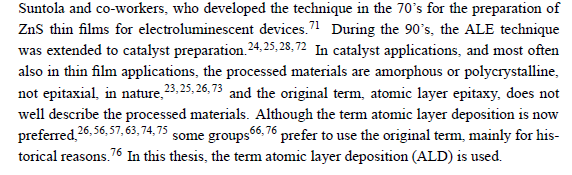 Suntola and co-workers, who developed the technique in the 70's for the preparation of
ZnS thin films for electroluminescent devices.71 During the 90's, the ALE technique
was extended to catalyst preparation.24,25,28,72 In catalyst applications, and most often
also in thin film applications, the processed materials are amorphous or polycrystalline,
not epitaxial, in nature,23,25,26,73 and the original term, atomic layer epitaxy, does not
well describe the processed materials. Although the term atomic layer deposition is now
preferred,26,56,57,63,74,75 some groups66,76 prefer to use the original term, mainly for his-
torical reasons.76 In this thesis, the term atomic layer deposition (ALD) is used.